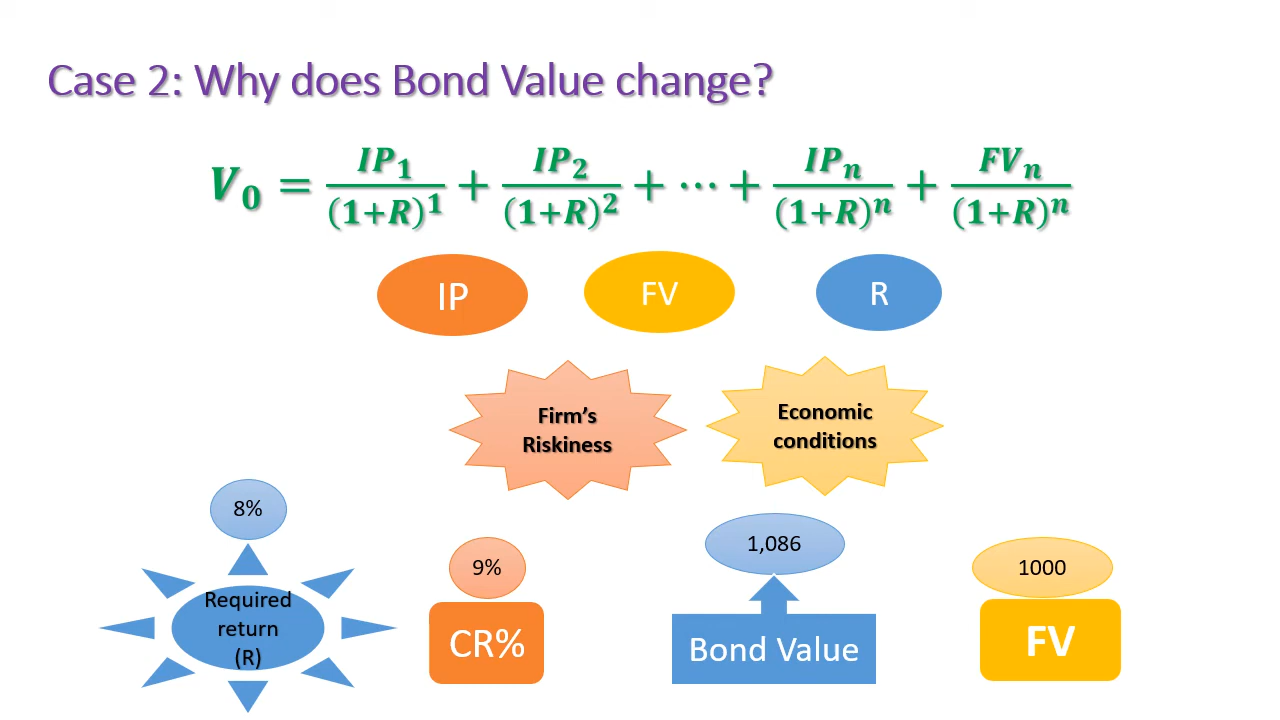 Case 2: Why does Bond Value change?
V₀ = IP₁/(1+R)¹ + IP₂/(1+R)² + ⋯ + IPₙ/(1+R)ⁿ + FVₙ/(1+R)ⁿ
IP
FV
R
Firm's
Riskiness
Economic
conditions
8%
Required
return
(R)
9%
CR%
1,086
Bond Value
1000
FV